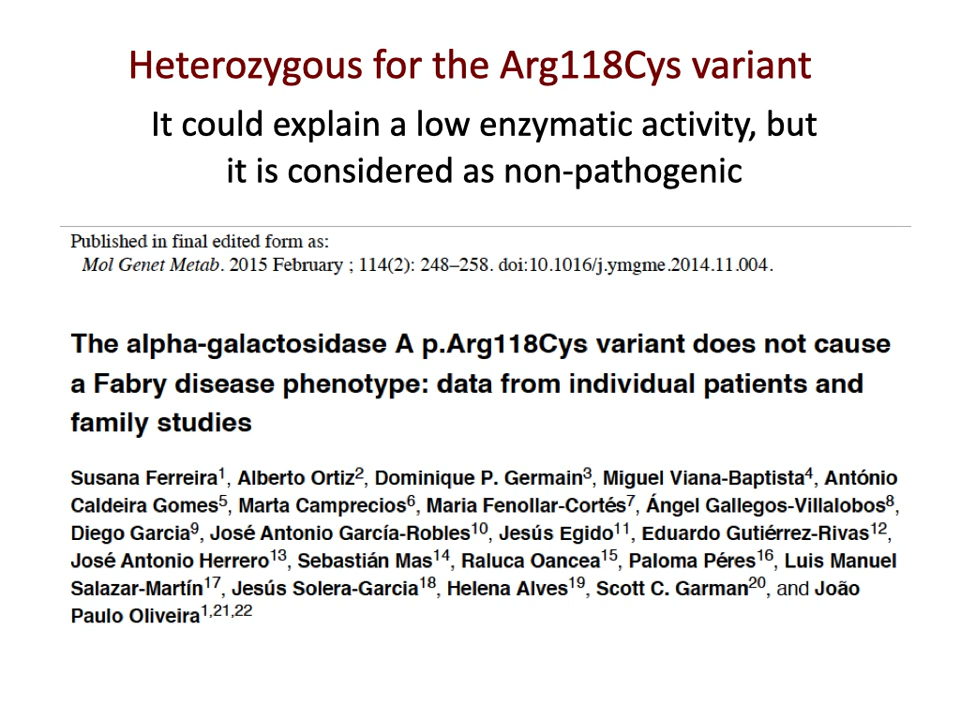 Heterozygous for the Arg118Cys variant
It could explain a low enzymatic activity, but
it is considered as non-pathogenic
Published in final edited form as:
Mol Genet Metab. 2015 February ; 114(2): 248–258. doi:10.1016/j.ymgme.2014.11.004.
The alpha-galactosidase A p.Arg118Cys variant does not cause
a Fabry disease phenotype: data from individual patients and
family studies
Susana Ferreira1, Alberto Ortiz2, Dominique P. Germain3, Miguel Viana-Baptista4, António
Caldeira Gomes5, Marta Camprecios6, Maria Fenollar-Cortés7, Ángel Gallegos-Villalobos8,
Diego Garcia9, José Antonio García-Robles10, Jesús Egido11, Eduardo Gutiérrez-Rivas12,
José Antonio Herrero13, Sebastián Mas14, Raluca Oancea15, Paloma Péres16, Luis Manuel
Salazar-Martín17, Jesús Solera-Garcia18, Helena Alves19, Scott C. Garman20, and João
Paulo Oliveira1,21,22